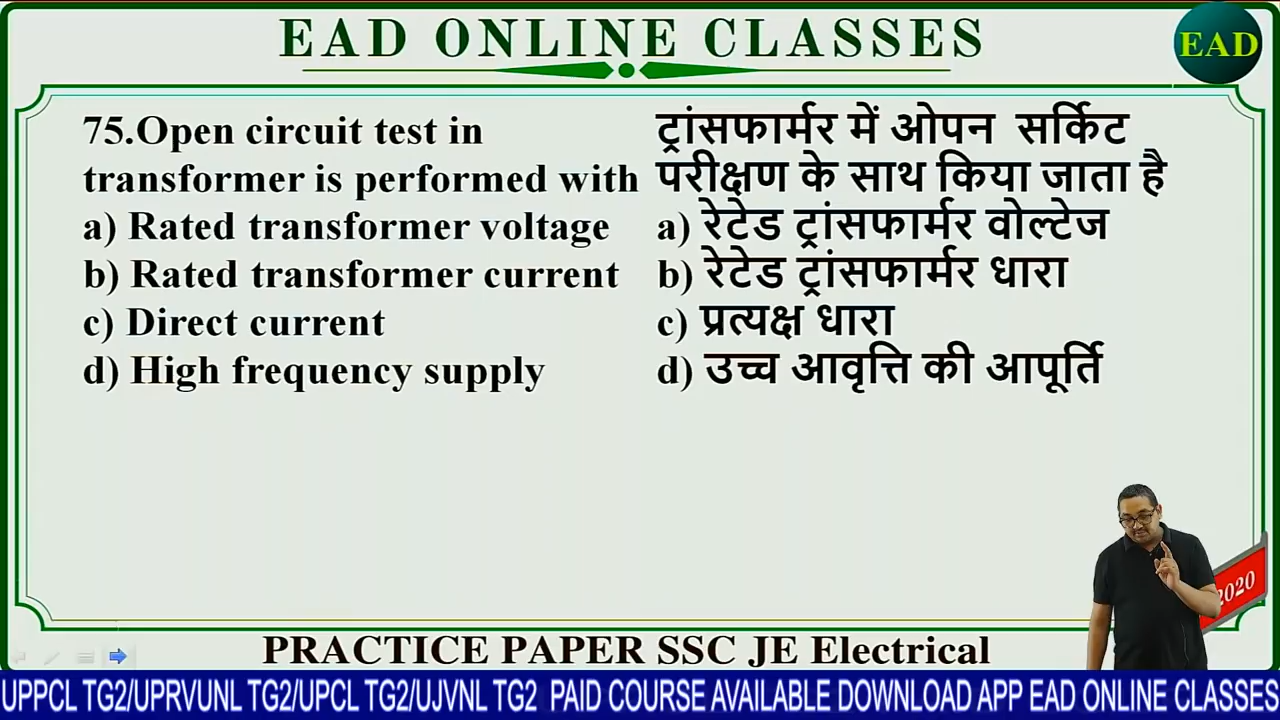 EAD ONLINE CLASSES
EAD
75.Open circuit test in
transformer is performed with
a) Rated transformer voltage
b) Rated transformer current
c) Direct current
d) High frequency supply
ट्रांसफार्मर में ओपन सर्किट
परीक्षण के साथ किया जाता है
a) रेटेड ट्रांसफार्मर वोल्टेज
b) रेटेड ट्रांसफार्मर धारा
c) प्रत्यक्ष धारा
d) उच्च आवृत्ति की आपूर्ति
2020
PRACTICE PAPER SSC JE Electrical
UPPCL TG2/UPRVUNL TG2/UPCL TG2/UJVNL TG2 PAID COURSE AVAILABLE DOWNLOAD APP EAD ONLINE CLASSES